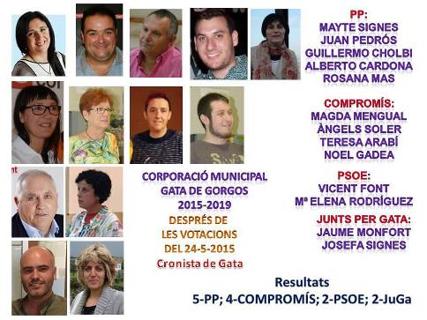 PP:
MAYTE SIGNES
JUAN PEDRÓS
GUILLERMO CHOLBI
ALBERTO CARDONA
ROSANA MAS
COMPROMÍS:
MAGDA MENGUAL
ÀNGELS SOLER
TERESA ARABÍ
NOEL GADEA
PSOE:
VICENT FONT
Mª ELENA RODRÍGUEZ
JUNTS PER GATA:
JAUME MONFORT
JOSEFA SIGNES
CORPORACIÓ MUNICIPAL
GATA DE GORGOS
2015-2019
DESPRÉS DE
LES VOTACIONS
DEL 24-5-2015
Cronista de Gata
Resultats
5-PP; 4-COMPROMÍS; 2-PSOE; 2-JuGa